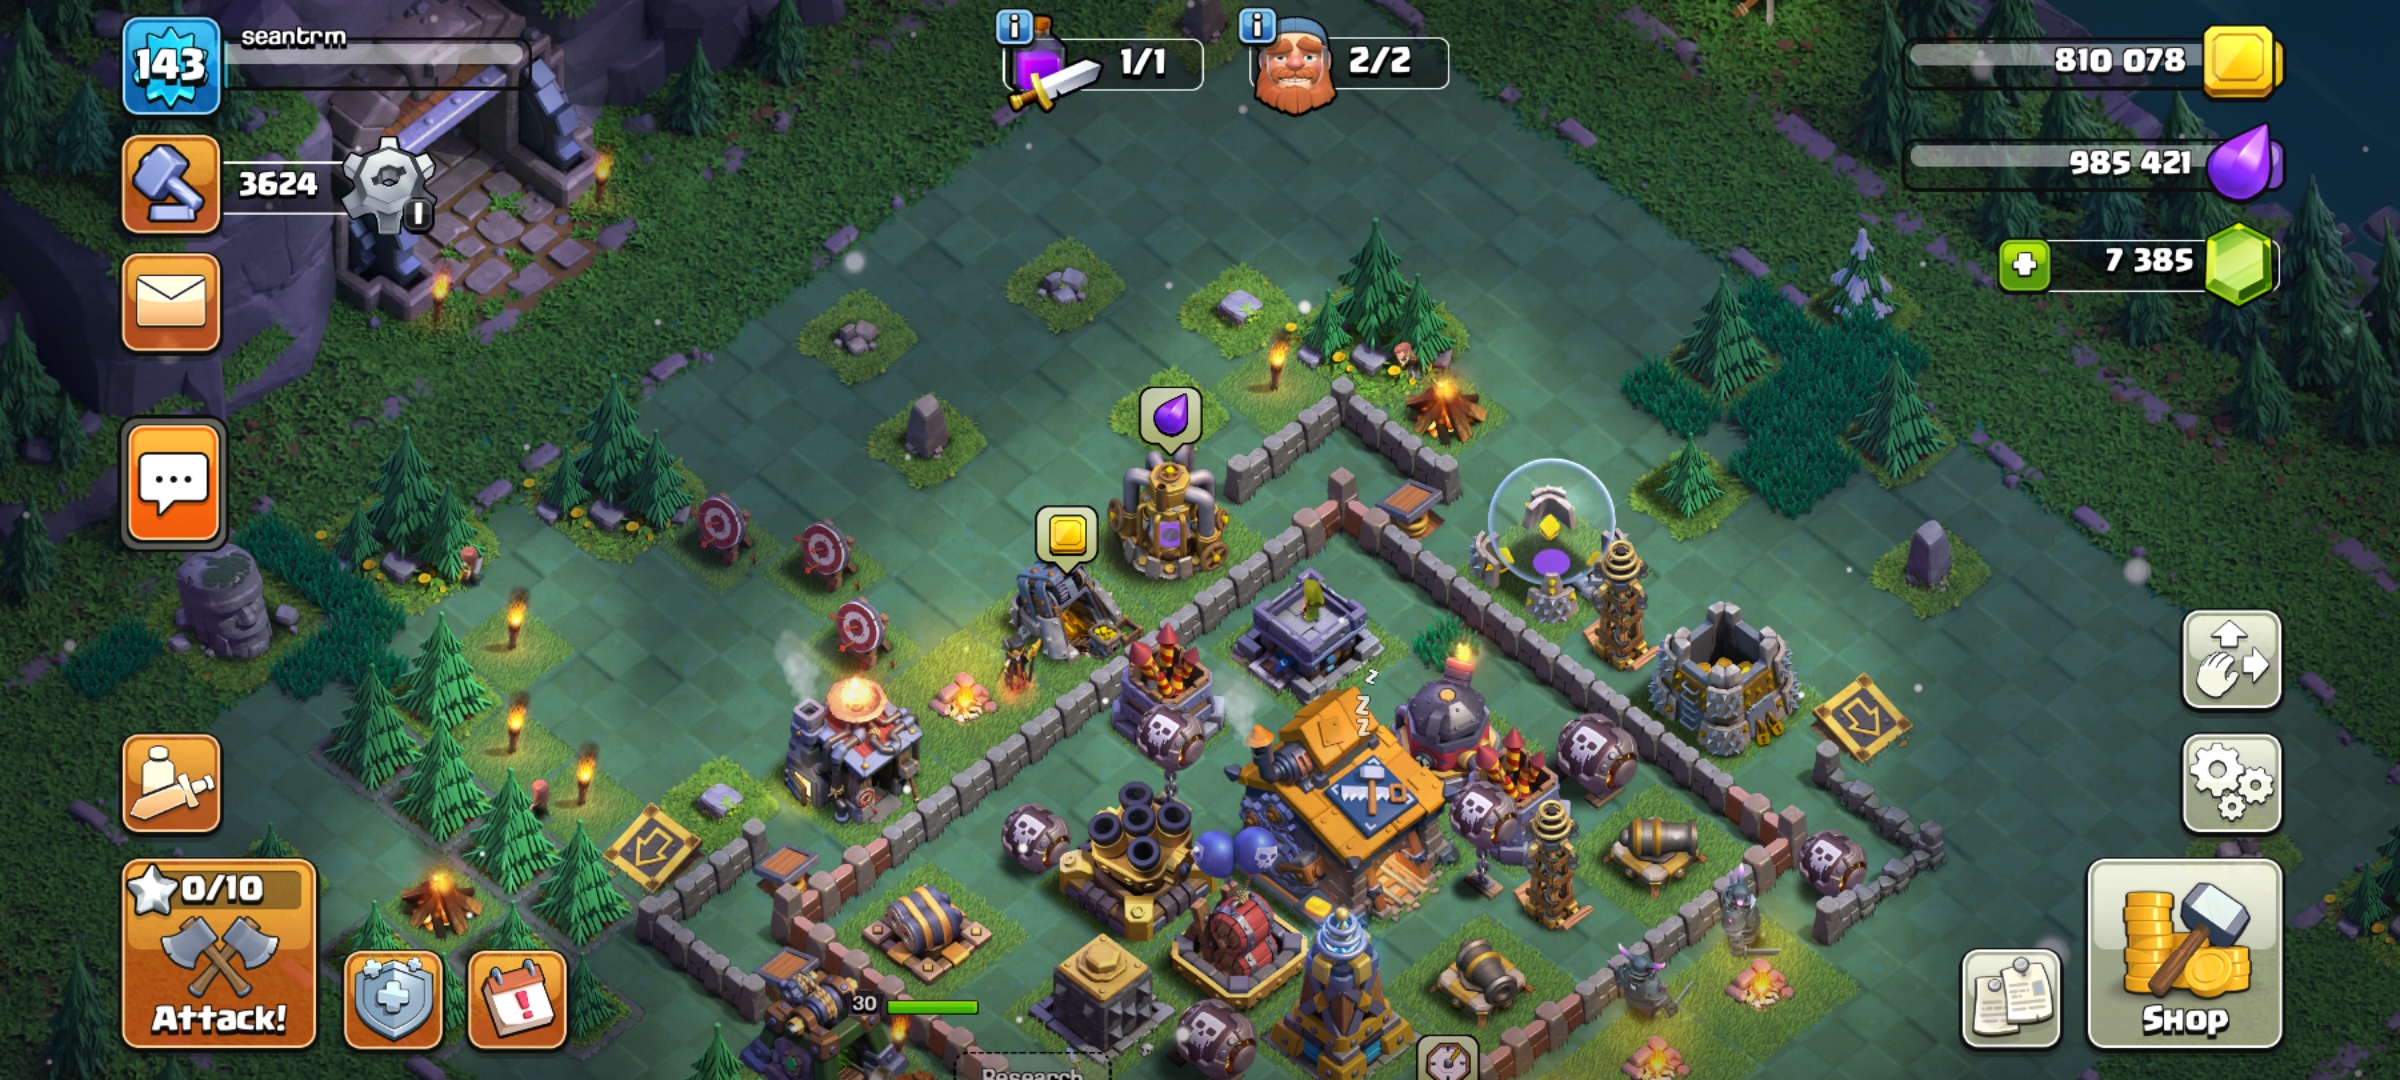 143
seantrm
1/1
2/2
810 078
3624
I
985 421
7 385
z
Z
Z
0/10
Attack!
30
Research
Shop